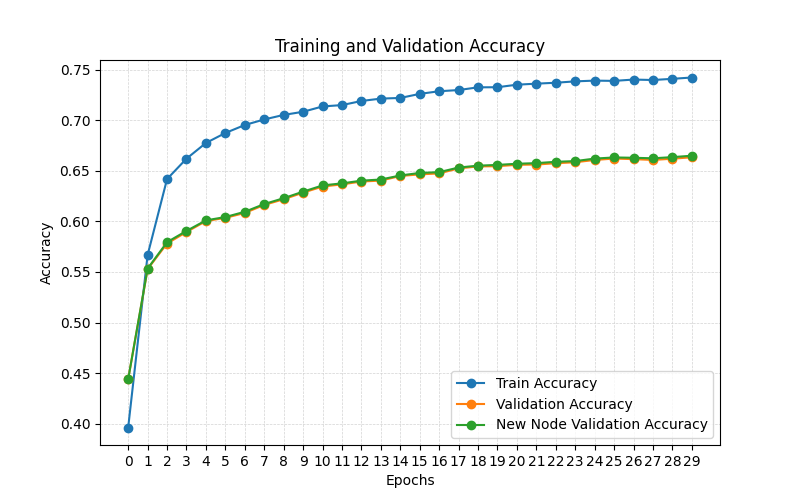 Training and Validation Accuracy
Accuracy
0.75
0.70
0.65
0.60
0.55
0.50
0.45
0.40
Train Accuracy
Validation Accuracy
New Node Validation Accuracy
0 1 2 3 4 5 6 7 8 9 10 11 12 13 14 15 16 17 18 19 20 21 22 23 24 25 26 27 28 29
Epochs